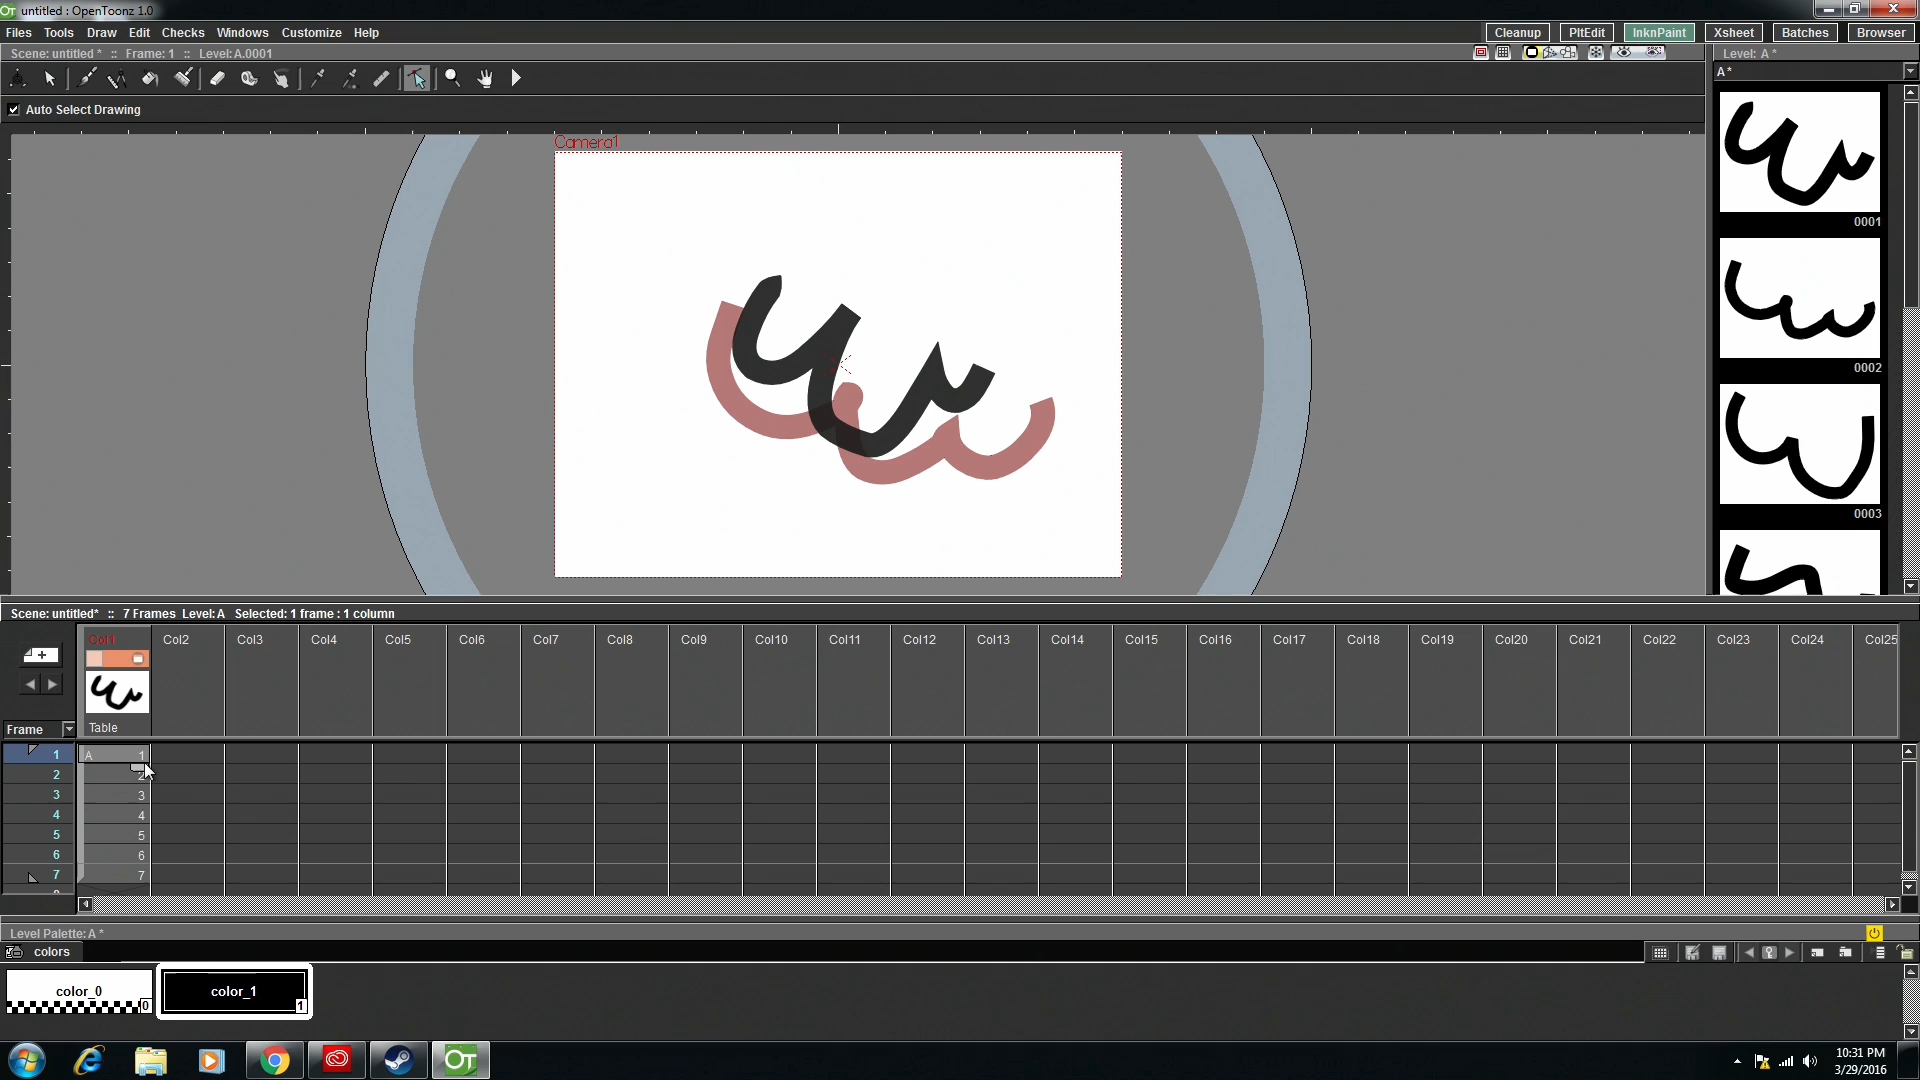 untitled : OpenToonz 1.0
Files Tools Draw Edit Checks Windows Customize Help
Cleanup PltEdit InknPaint Xsheet Batches Browser
Scene: untitled * :: Frame: 1 :: Level: A.0001
Level: A *
A *
Auto Select Drawing
Camera1
0001
0002
0003
Scene: untitled* :: 7 Frames Level: A Selected: 1 frame : 1 column
Col1 Col2 Col3 Col4 Col5 Col6 Col7 Col8 Col9 Col10 Col11 Col12 Col13 Col14 Col15 Col16 Col17 Col18 Col19 Col20 Col21 Col22 Col23 Col24 Col25
Frame
Table
1 A 1
2 2
3 3
4 4
5 5
6 6
7 7
Level Palette: A *
colors
color_0 0
color_1 1
OT
10:31 PM
3/29/2016